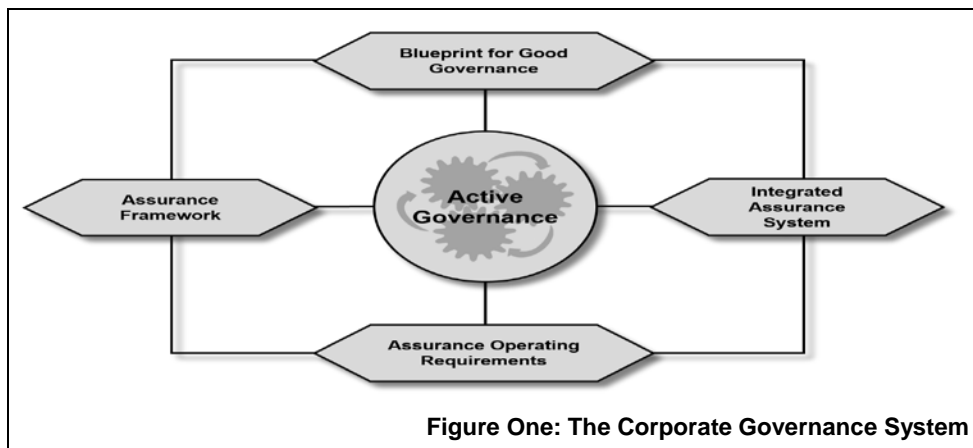 Blueprint for Good
Governance
Assurance
Framework
Active
Governance
Integrated
Assurance
System
Assurance Operating
Requirements
Figure One: The Corporate Governance System